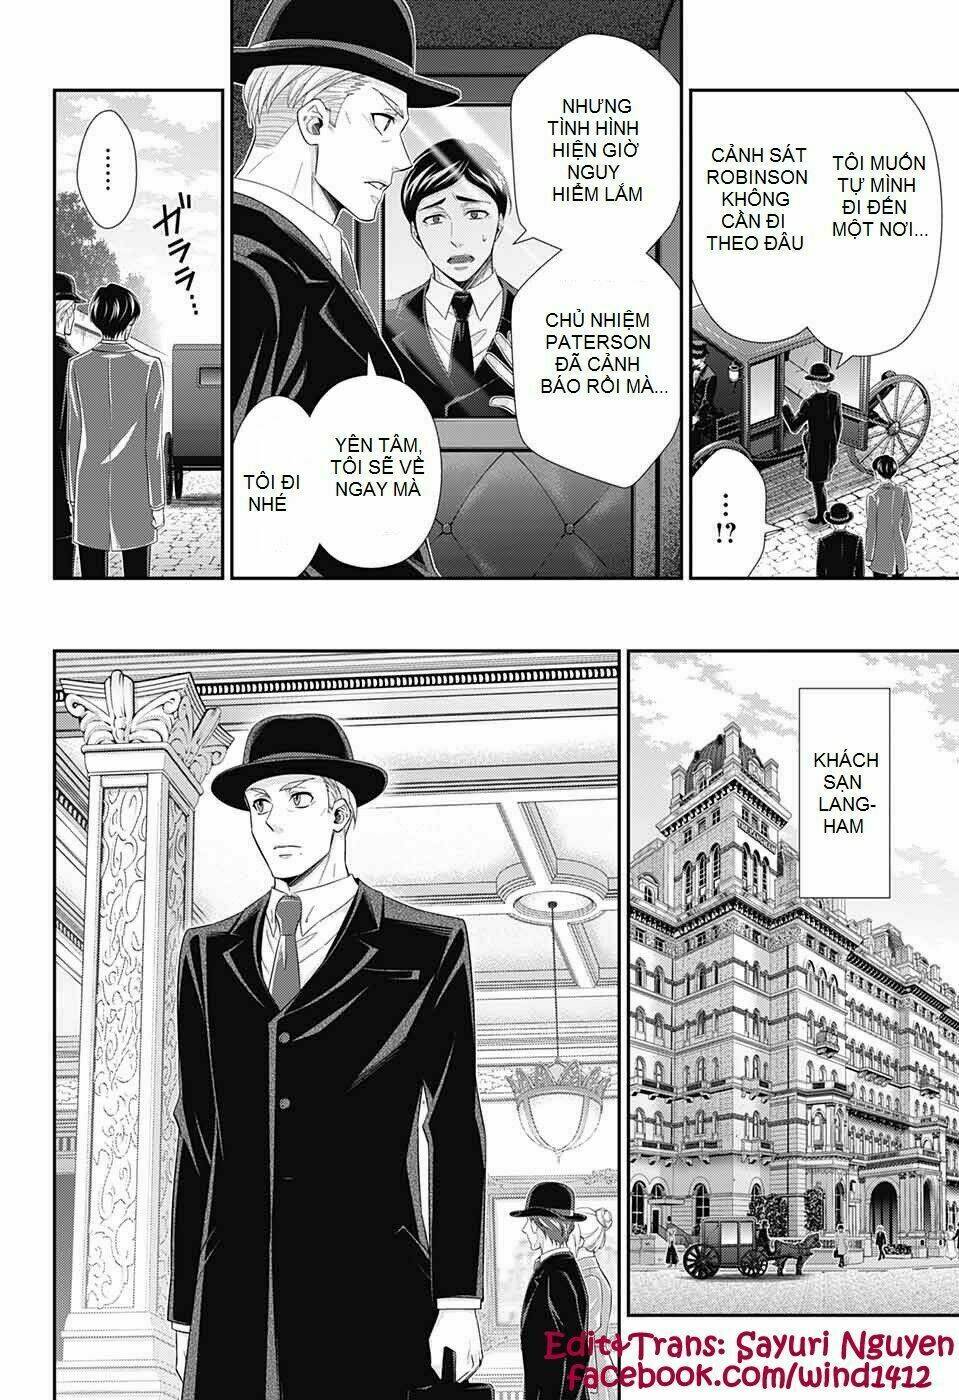 TÔI MUỐN
TỰ MÌNH
ĐI ĐẾN
MỘT NƠI...
CẢNH SÁT
ROBINSON
KHÔNG
CẦN ĐI
THEO ĐÂU
...!?
NHƯNG
TÌNH HÌNH
HIỆN GIỜ
NGUY
HIỂM LẮM
CHỦ NHIỆM
PATERSON
ĐÃ CẢNH
BÁO RỒI MÀ...
YÊN TÂM,
TÔI SẼ VỀ
NGAY MÀ
TÔI ĐI
NHÉ
......
ガララララ
KHÁCH
SẠN
LANG-
HAM
Edit&Trans: Sayuri Nguyen
facebook.com/wind1412